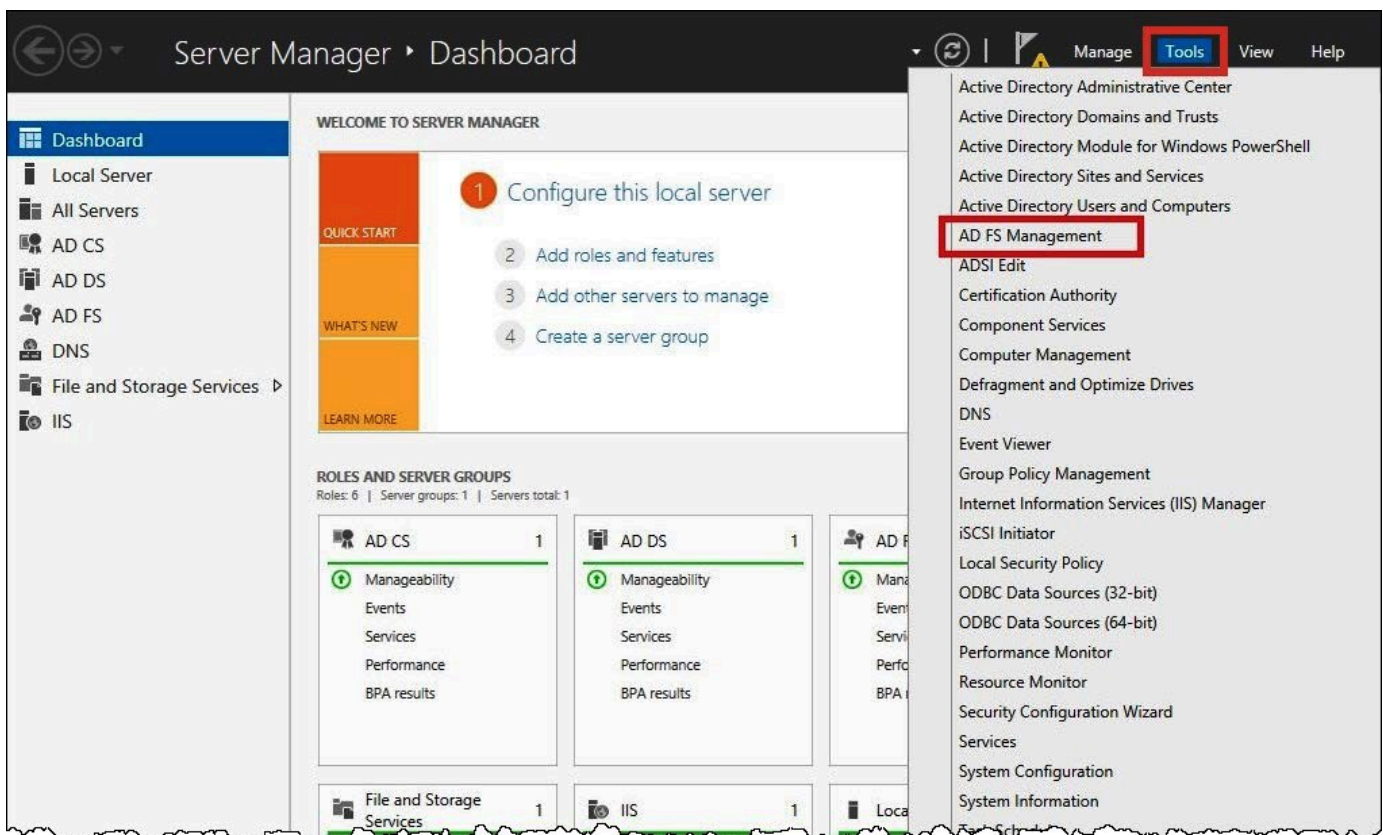 Server Manager ‣ Dashboard
Manage Tools View Help
Dashboard
Local Server
All Servers
AD CS
AD DS
AD FS
DNS
File and Storage Services
IIS
WELCOME TO SERVER MANAGER
QUICK START
WHAT'S NEW
LEARN MORE
1 Configure this local server
2 Add roles and features
3 Add other servers to manage
4 Create a server group
ROLES AND SERVER GROUPS
Roles: 6 | Server groups: 1 | Servers total: 1
AD CS 1
Manageability
Events
Services
Performance
BPA results
AD DS 1
Manageability
Events
Services
Performance
BPA results
AD F
Mana
Even
Servi
Perfo
BPA
File and Storage
Services 1
IIS 1
Loca
Active Directory Administrative Center
Active Directory Domains and Trusts
Active Directory Module for Windows PowerShell
Active Directory Sites and Services
Active Directory Users and Computers
AD FS Management
ADSI Edit
Certification Authority
Component Services
Computer Management
Defragment and Optimize Drives
DNS
Event Viewer
Group Policy Management
Internet Information Services (IIS) Manager
iSCSI Initiator
Local Security Policy
ODBC Data Sources (32-bit)
ODBC Data Sources (64-bit)
Performance Monitor
Resource Monitor
Security Configuration Wizard
Services
System Configuration
System Information